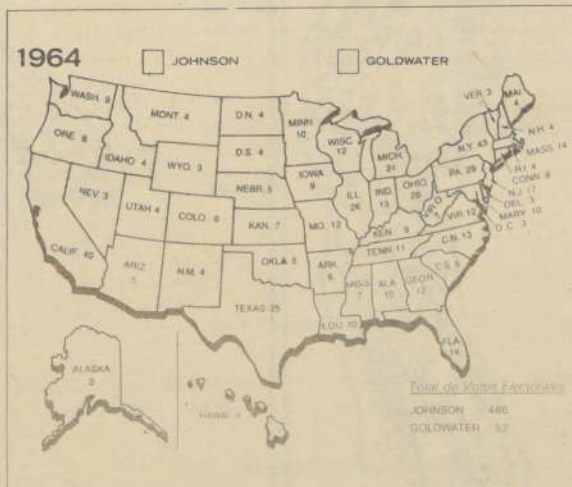 1964
JOHNSON
GOLDWATER
WASH. 9
ORE. 6
IDAHO 4
MONT. 4
WYO. 3
NEV. 3
UTAH 4
COLO. 6
CALIF. 40
ARIZ.
N.M. 4
D.N. 4
D.S. 4
NEBR. 5
KAN. 7
OKLA.
TEXAS 25
MINN. 10
IOWA 9
MO. 12
ARK. 6
LOU. 10
WISC. 12
ILL. 26
MICH. 21
IND. 13
OHIO 26
KEN. 9
TENN. 11
MISS. 7
ALA. 10
GEOR. 12
FLA. 14
C.S. 8
C.N. 13
VIR. 12
PA. 29
N.Y. 43
VER. 3
MAI. 4
N.H. 4
MASS. 14
R.I. 4
CONN. 8
N.J. 17
DEL. 3
MARY. 10
D.C. 3
ALASKA 3
HAWAII
Total de Votos Electorales
JOHNSON 486
GOLDWATER 52